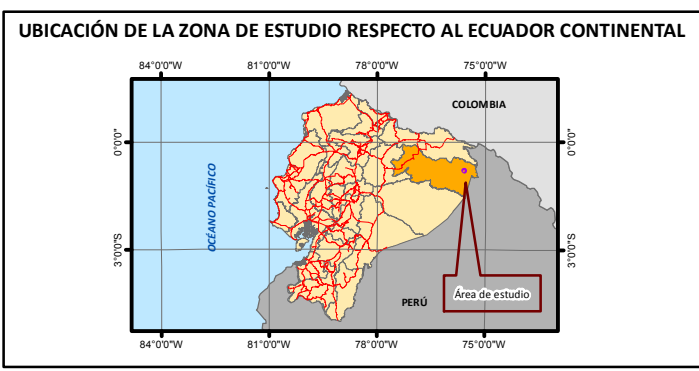 UBICACIÓN DE LA ZONA DE ESTUDIO RESPECTO AL ECUADOR CONTINENTAL
84°0'0"W 81°0'0"W 78°0'0"W 75°0'0"W
COLOMBIA
0°0'0" 0°0'0"
OCÉANO PACÍFICO
3°0'0"S 3°0'0"S
Área de estudio
PERÚ
84°0'0"W 81°0'0"W 78°0'0"W 75°0'0"W